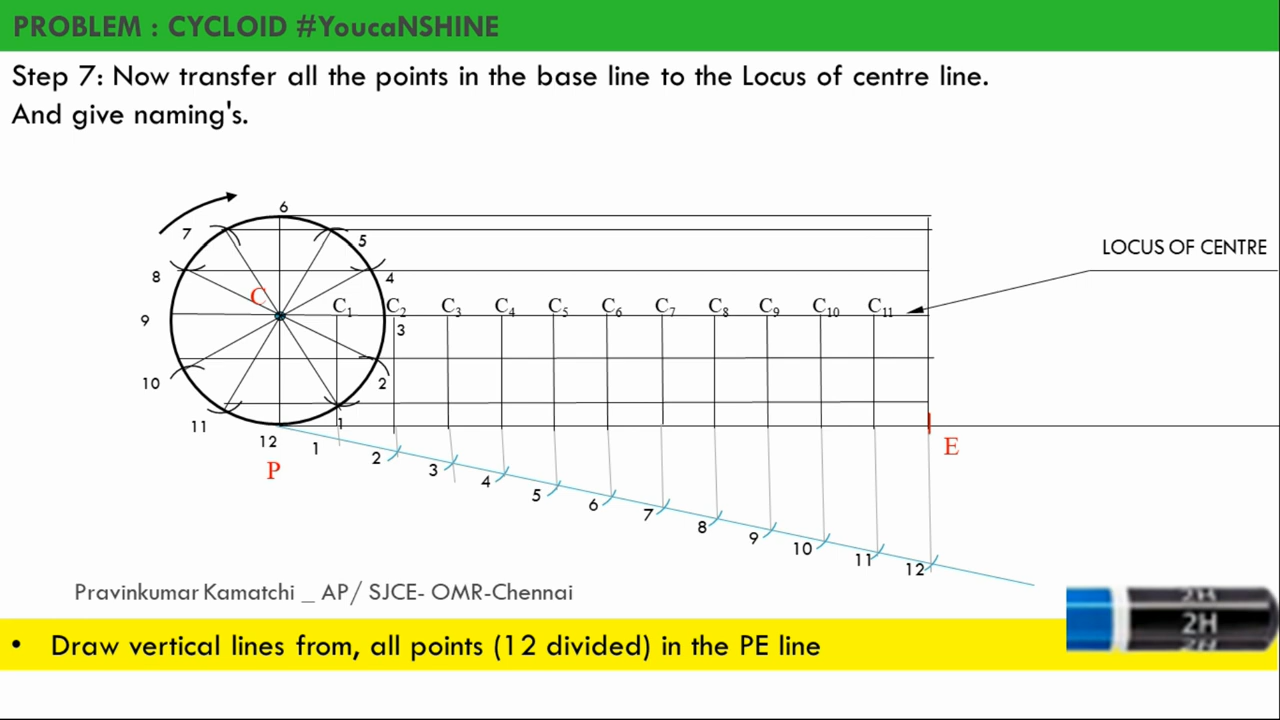 PROBLEM : CYCLOID #YoucaNSHINE
Step 7: Now transfer all the points in the base line to the Locus of centre line.
And give naming's.
6
7
5
LOCUS OF CENTRE
8
4
C
C1 C2 C3 C4 C5 C6 C7 C8 C9 C10 C11
9
3
10
2
11
1
12
1
E
P
2
3
4
5
6
7
8
9
10
11
12
Pravinkumar Kamatchi _ AP/ SJCE- OMR-Chennai
2H
• Draw vertical lines from, all points (12 divided) in the PE line